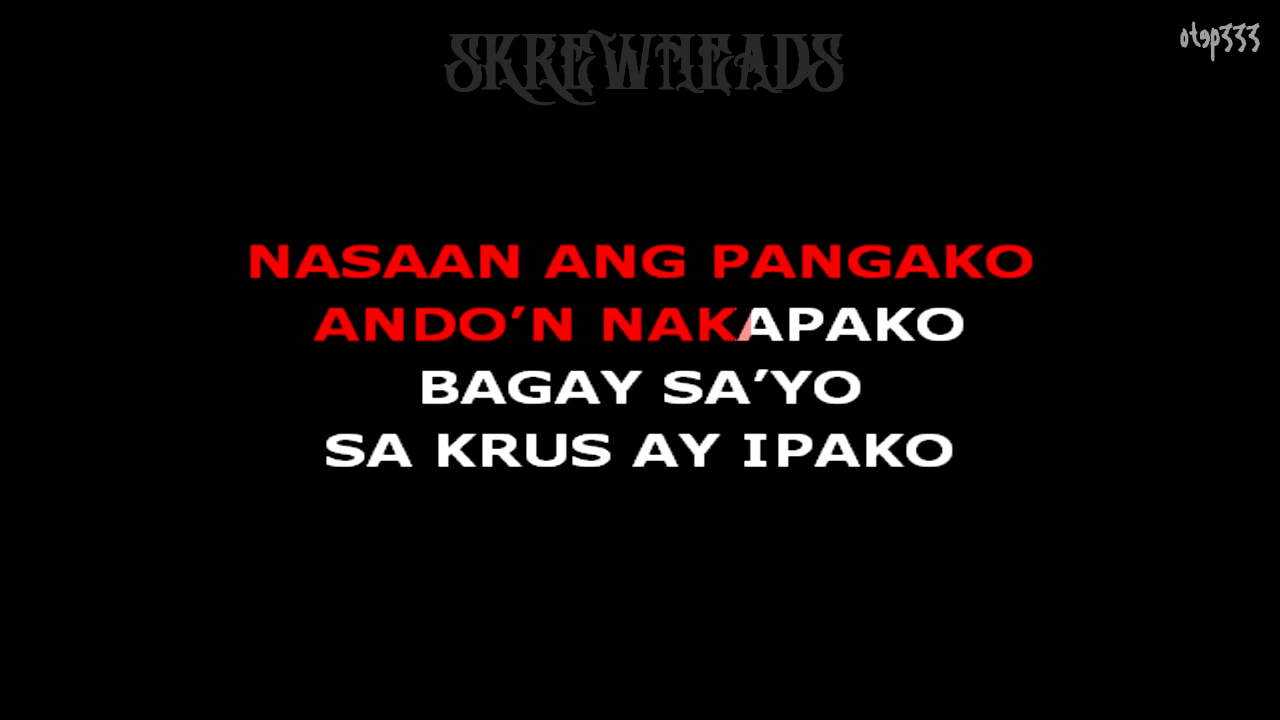 SKREWHEADS
otep333
NASAAN ANG PANGAKO
ANDO’N NAKAPAKO
BAGAY SA’YO
SA KRUS AY IPAKO